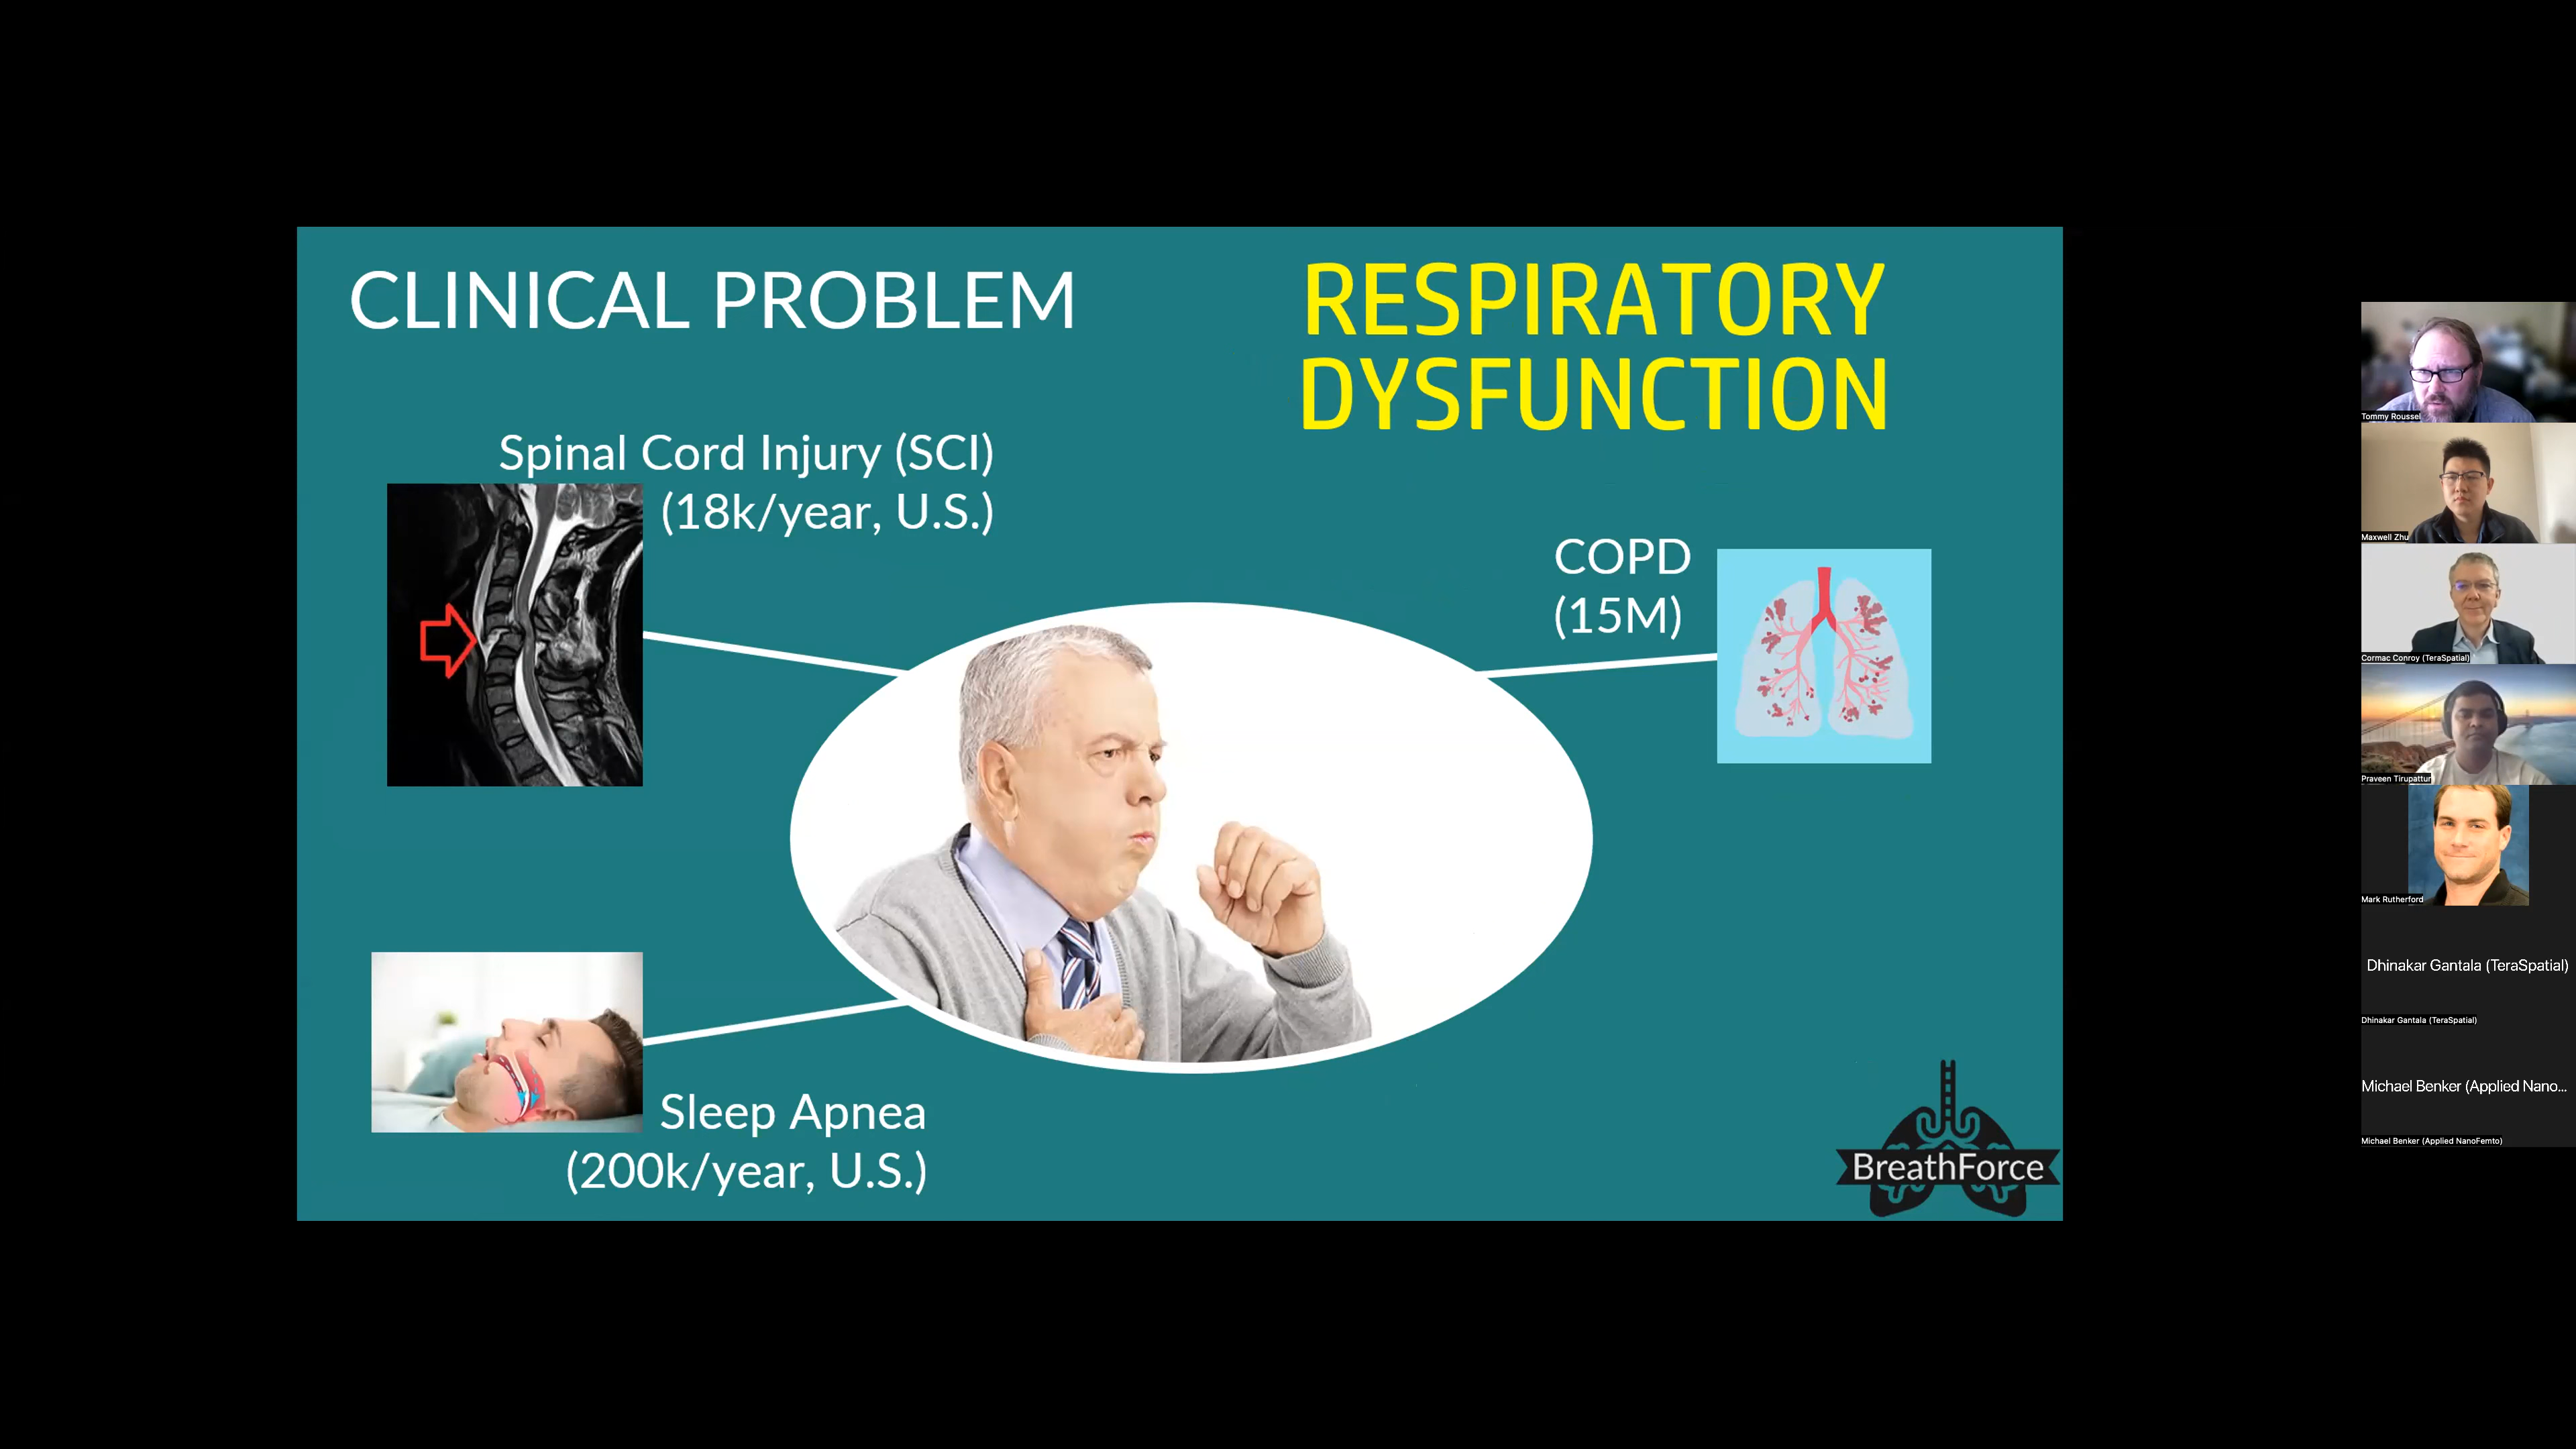 CLINICAL PROBLEM
RESPIRATORY
DYSFUNCTION
Spinal Cord Injury (SCI)
(18k/year, U.S.)
COPD
(15M)
Sleep Apnea
(200k/year, U.S.)
BreathForce
Tommy Roussel
Maxwell Zhu
Cormac Conroy (TeraSpatial)
Praveen Tirupattur
Mark Rutherford
Dhinakar Gantala (TeraSpatial)
Dhinakar Gantala (TeraSpatial)
Michael Benker (Applied Nano...
Michael Benker (Applied NanoFemto)